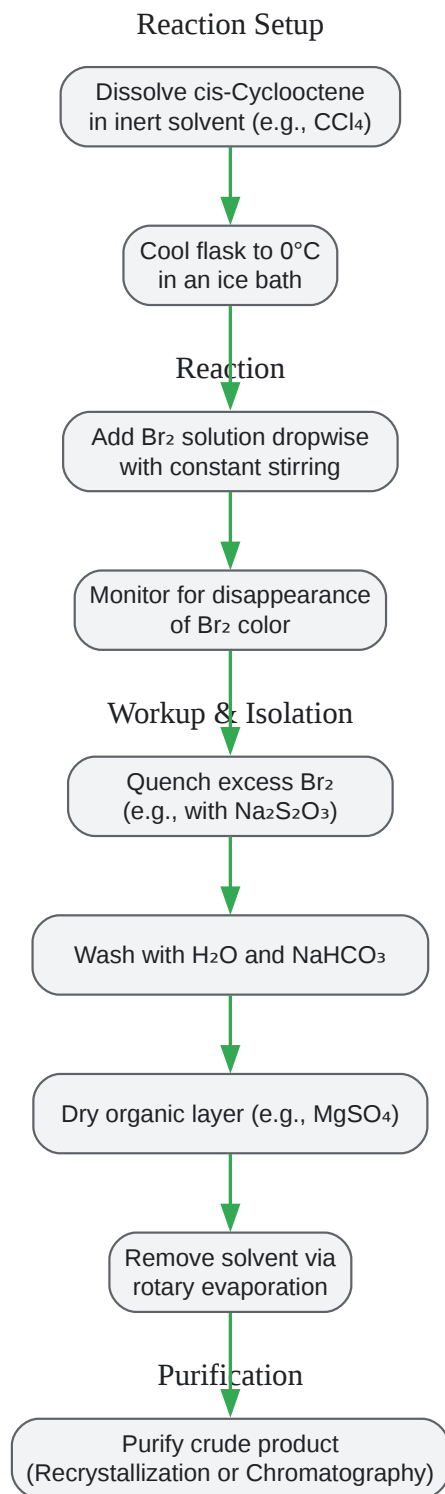 Reaction Setup
Dissolve cis-Cyclooctene
in inert solvent (e.g., CCl₄)
Cool flask to 0°C
in an ice bath
Reaction
Add Br₂ solution dropwise
with constant stirring
Monitor for disappearance
of Br₂ color
Workup & Isolation
Quench excess Br₂
(e.g., with Na₂S₂O₃)
Wash with H₂O and NaHCO₃
Dry organic layer (e.g., MgSO₄)
Remove solvent via
rotary evaporation
Purification
Purify crude product
(Recrystallization or Chromatography)